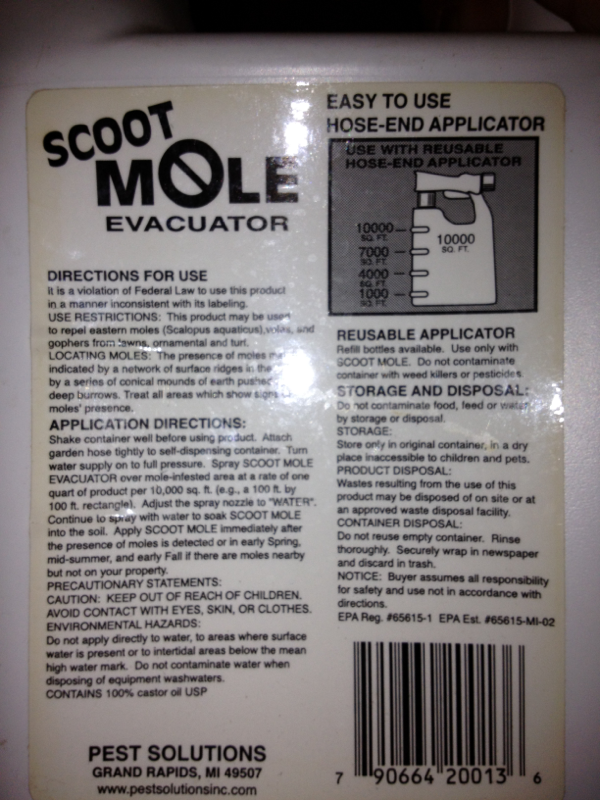 SCOOT
MOLE
EVACUATOR
DIRECTIONS FOR USE
It is a violation of Federal Law to use this product
in a manner inconsistent with its labeling.
USE RESTRICTIONS: This product may be used
to repel eastern moles (Scalopus aquaticus), voles, and
gophers from lawns, ornamental and turf.
LOCATING MOLES: The presence of moles
indicated by a network of surface ridges in the
by a series of conical mounds of earth pushed
deep burrows. Treat all areas which show signs of
moles' presence.
APPLICATION DIRECTIONS:
Shake container well before using product. Attach
garden hose tightly to self-dispensing container. Turn
water supply on to full pressure. Spray SCOOT MOLE
EVACUATOR over mole-infested area at a rate of one
quart of product per 10,000 sq. ft. (e.g., a 100 ft. by
100 ft. rectangle). Adjust the spray nozzle to "WATER".
Continue to spray with water to soak SCOOT MOLE
into the soil. Apply SCOOT MOLE immediately after
the presence of moles is detected or in early Spring,
mid-summer, and early Fall if there are moles nearby
but not on your property.
PRECAUTIONARY STATEMENTS:
CAUTION: KEEP OUT OF REACH OF CHILDREN.
AVOID CONTACT WITH EYES, SKIN, OR CLOTHES.
ENVIRONMENTAL HAZARDS:
Do not apply directly to water, to areas where surface
water is present or to intertidal areas below the mean
high water mark. Do not contaminate water when
disposing of equipment washwaters.
CONTAINS 100% castor oil USP
PEST SOLUTIONS
GRAND RAPIDS, MI 49507
www.pestsolutionsinc.com
EASY TO USE
HOSE-END APPLICATOR
USE WITH REUSABLE
HOSE-END APPLICATOR
10000
SQ. FT.
7000
SQ. FT.
4000
SQ. FT.
1000
SQ. FT.
10000
SQ. FT.
REUSABLE APPLICATOR
Refill bottles available. Use only with
SCOOT MOLE. Do not contaminate
container with weed killers or pesticides.
STORAGE AND DISPOSAL:
Do not contaminate food, feed or water
by storage or disposal.
STORAGE:
Store only in original container, in a dry
place inaccessible to children and pets.
PRODUCT DISPOSAL:
Wastes resulting from the use of this
product may be disposed of on site or at
an approved waste disposal facility.
CONTAINER DISPOSAL:
Do not reuse empty container. Rinse
thoroughly. Securely wrap in newspaper
and discard in trash.
NOTICE: Buyer assumes all responsibility
for safety and use not in accordance with
directions.
EPA Reg. #65615-1 EPA Est. #65615-MI-02
7 90664 20013 6